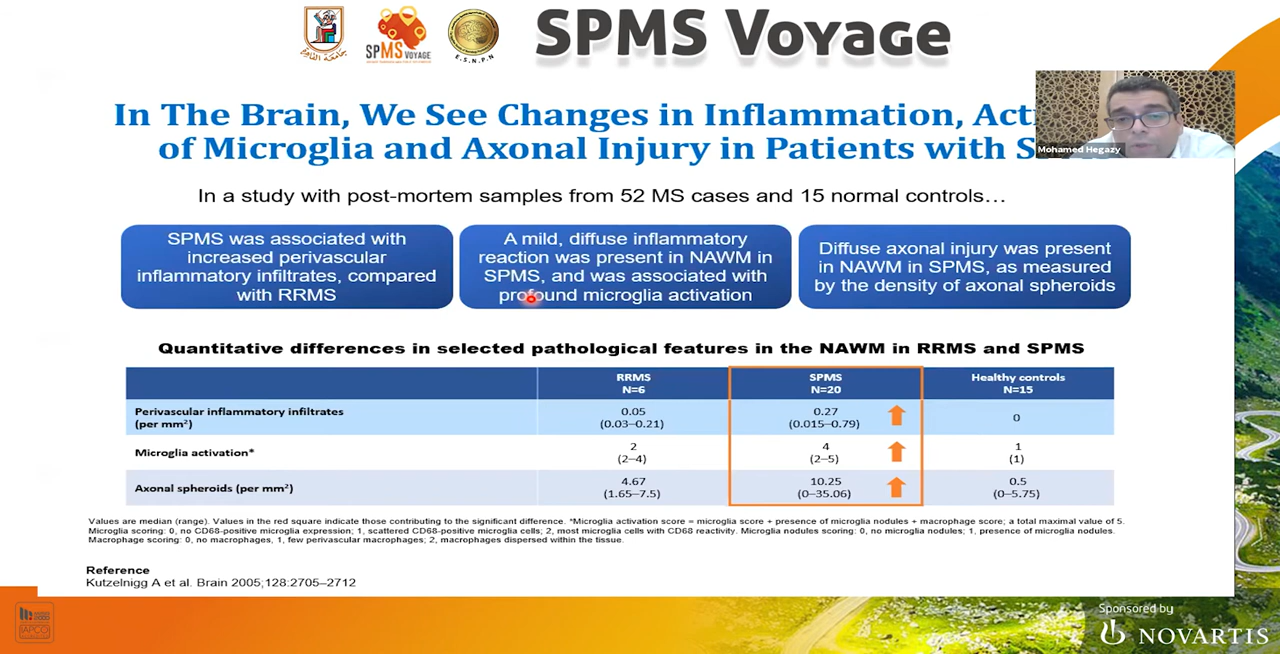 جامعة القاهرة
SPMS VOYAGE
E.S.N.P.N
SPMS Voyage
In The Brain, We See Changes in Inflammation, Act
of Microglia and Axonal Injury in Patients with S
Mohamed Hegazy
In a study with post-mortem samples from 52 MS cases and 15 normal controls…
SPMS was associated with
increased perivascular
inflammatory infiltrates, compared
with RRMS
A mild, diffuse inflammatory
reaction was present in NAWM in
SPMS, and was associated with
profound microglia activation
Diffuse axonal injury was present
in NAWM in SPMS, as measured
by the density of axonal spheroids
Quantitative differences in selected pathological features in the NAWM in RRMS and SPMS
RRMS
N=6
SPMS
N=20
Healthy controls
N=15
Perivascular inflammatory infiltrates
(per mm²)
0.05
(0.03–0.21)
0.27
(0.015–0.79)
0
Microglia activation*
2
(2–4)
4
(2–5)
1
(1)
Axonal spheroids (per mm²)
4.67
(1.65–7.5)
10.25
(0–35.06)
0.5
(0–5.75)
Values are median (range). Values in the red square indicate those contributing to the significant difference. *Microglia activation score = microglia score + presence of microglia nodules + macrophage score; a total maximal value of 5.
Microglia scoring: 0, no CD68-positive microglia expression; 1, scattered CD68-positive microglia cells; 2, most microglia cells with CD68 reactivity. Microglia nodules scoring: 0, no microglia nodules; 1, presence of microglia nodules.
Macrophage scoring: 0, no macrophages, 1, few perivascular macrophages; 2, macrophages dispersed within the tissue.
Reference
Kutzelnigg A et al. Brain 2005;128:2705–2712
IAPCO
Sponsored by
NOVARTIS